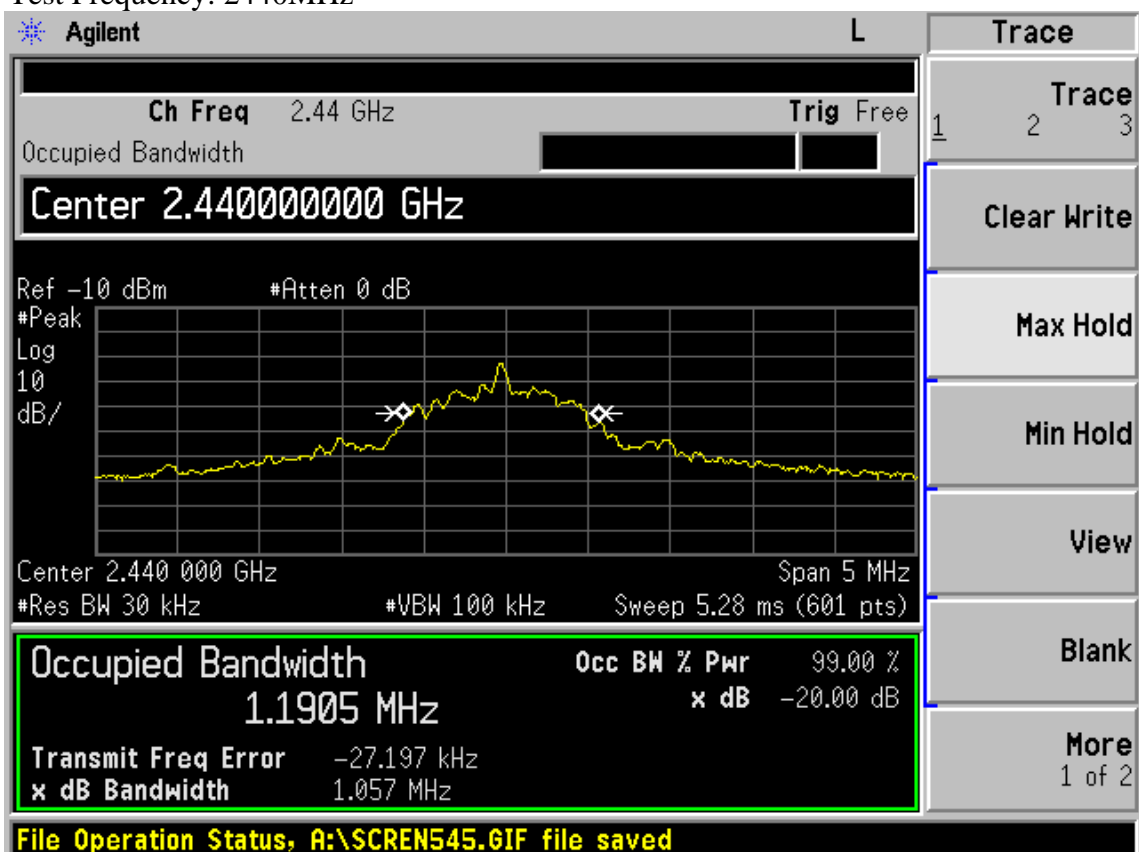 Test Frequency: 2440MHz
Agilent L Trace
Ch Freq 2.44 GHz Trig Free
Occupied Bandwidth
Center 2.440000000 GHz
Ref -10 dBm #Atten 0 dB
#Peak
Log
10
dB/
Center 2.440 000 GHz Span 5 MHz
#Res BW 30 kHz #VBW 100 kHz Sweep 5.28 ms (601 pts)
Occupied Bandwidth
1.1905 MHz
Occ BW % Pwr 99.00 %
x dB -20.00 dB
Transmit Freq Error -27.197 kHz
x dB Bandwidth 1.057 MHz
File Operation Status, A:\SCREN545.GIF file saved
Trace
1 2 3
Clear Write
Max Hold
Min Hold
View
Blank
More
1 of 2